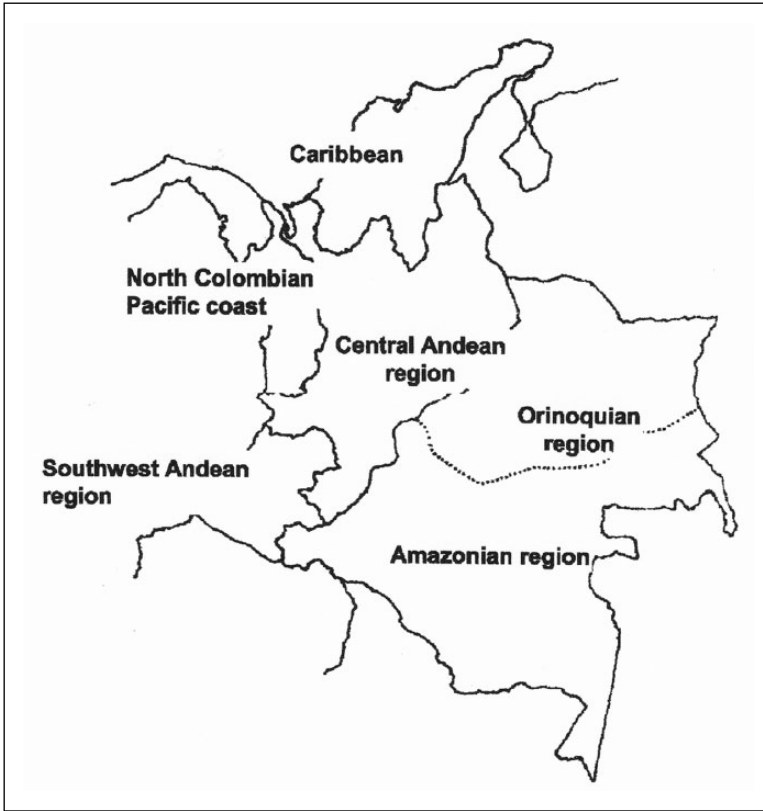 Caribbean
North Colombian
Pacific coast
Central Andean
region
Orinoquian
region
Southwest Andean
region
Amazonian region